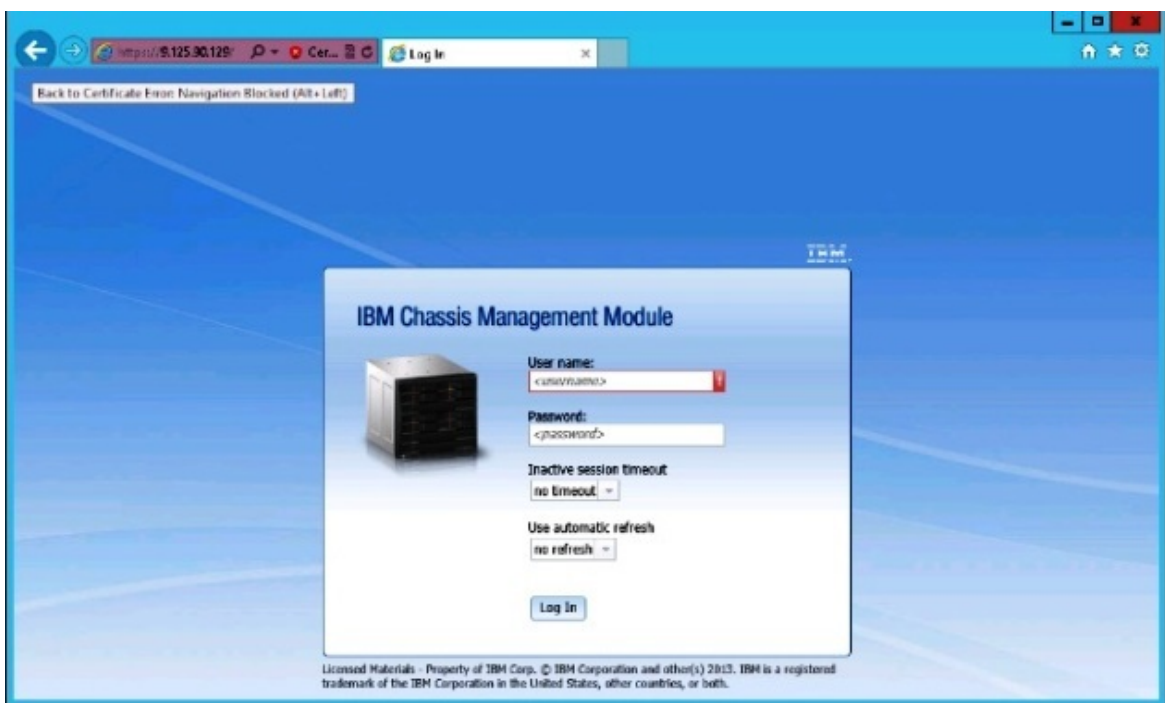 https://9.125.90.129/
Cer...
Log In
Back to Certificate Error: Navigation Blocked (Alt+Left)
IBM.
IBM Chassis Management Module
User name:
<username>
Password:
<password>
Inactive session timeout
no timeout
Use automatic refresh
no refresh
Log In
Licensed Materials - Property of IBM Corp. © IBM Corporation and other(s) 2013. IBM is a registered
trademark of the IBM Corporation in the United States, other countries, or both.